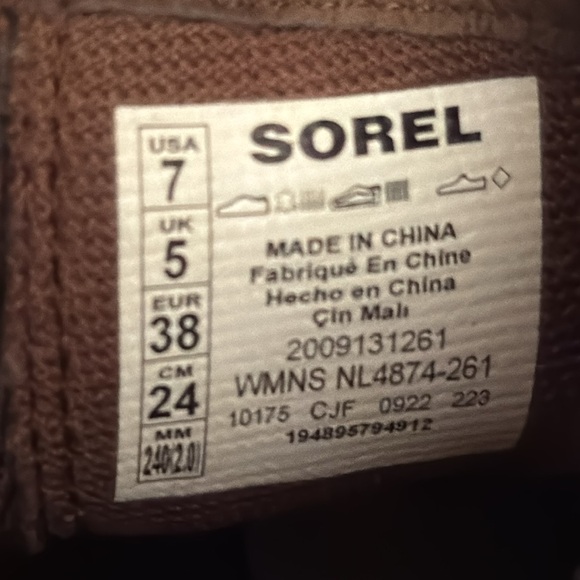 SOREL
USA
7
UK
5
EUR
38
CM
24
MM
240(2.0)
MADE IN CHINA
Fabriqué En Chine
Hecho en China
Çin Malı
2009131261
WMNS NL4874-261
10175 CJF 0922 223
194895794912